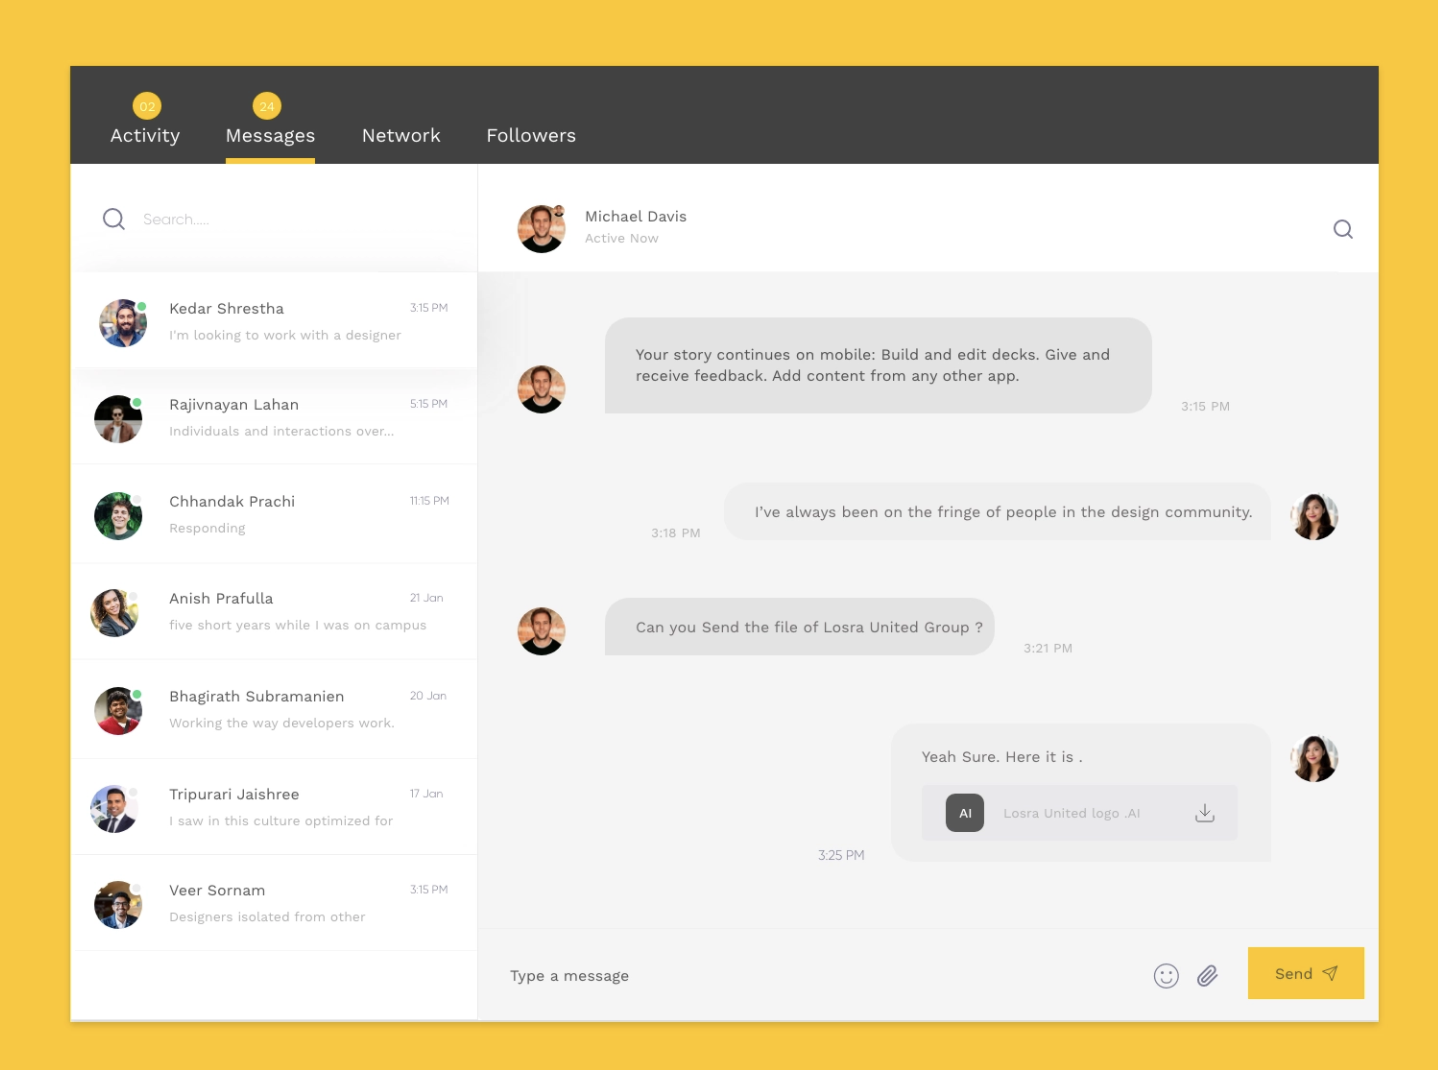 02
24
Activity
Messages
Network
Followers
Search.....
Kedar Shrestha
3:15 PM
I'm looking to work with a designer
Rajivnayan Lahan
5:15 PM
Individuals and interactions over...
Chhandak Prachi
11:15 PM
Responding
Anish Prafulla
21 Jan
five short years while I was on campus
Bhagirath Subramanien
20 Jan
Working the way developers work.
Tripurari Jaishree
17 Jan
I saw in this culture optimized for
Veer Sornam
3:15 PM
Designers isolated from other
Michael Davis
Active Now
Your story continues on mobile: Build and edit decks. Give and
receive feedback. Add content from any other app.
3:15 PM
I've always been on the fringe of people in the design community.
3:18 PM
Can you Send the file of Losra United Group ?
3:21 PM
Yeah Sure. Here it is .
AI
Losra United logo .AI
3:25 PM
Type a message
Send